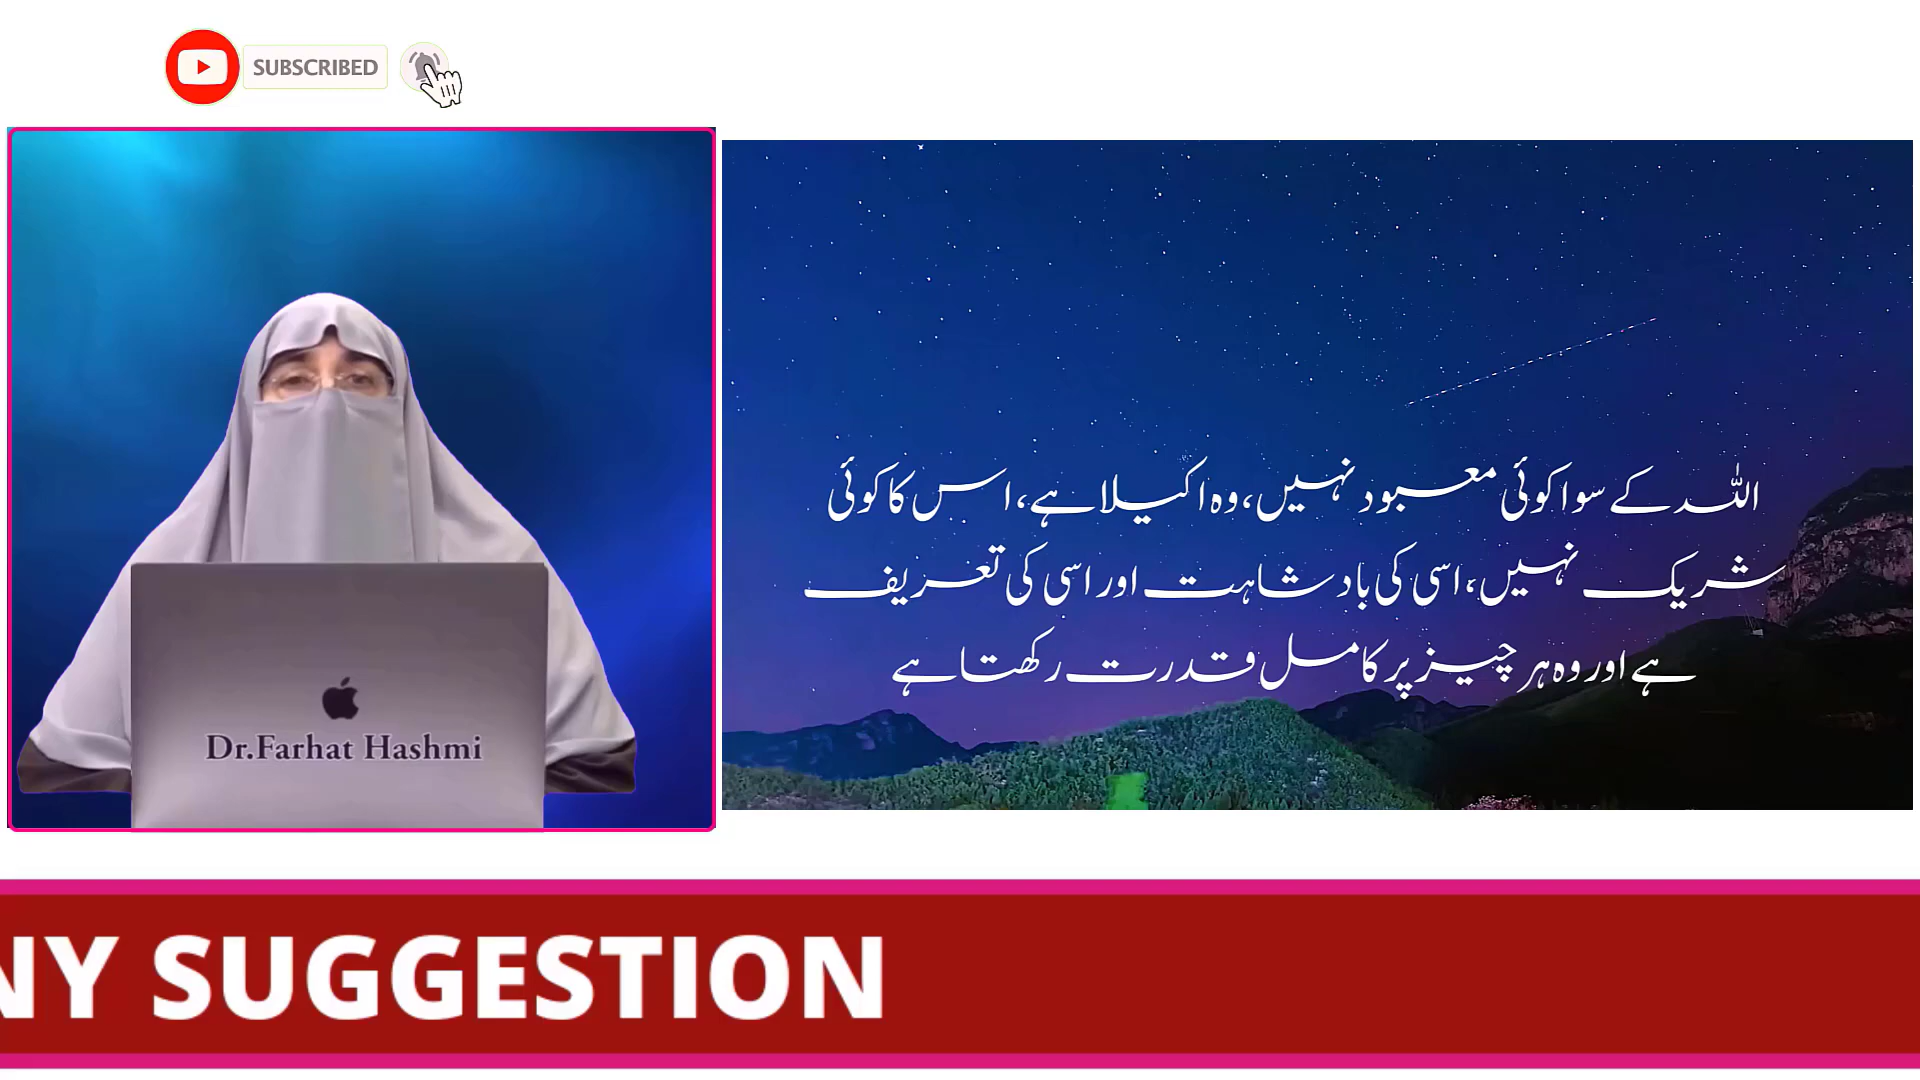 SUBSCRIBED
اللہ کے سوا کوئی معبود نہیں، وہ اکیلا ہے، اس کا کوئی
شریک نہیں، اسی کی بادشاہت اور اسی کی تعریف
ہے اور وہ ہر چیز پر کامل قدرت رکھتا ہے
Dr.Farhat Hashmi
NY SUGGESTION